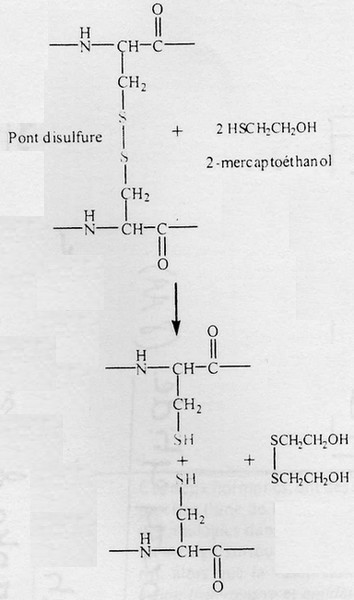 O
H
—N—CH—C—
CH₂
S
Pont disulfure + 2 HSCH₂CH₂OH
S 2-mercaptoéthanol
CH₂
H
—N—CH—C—
O
O
H
—N—CH—C—
CH₂
SH SCH₂CH₂OH
+ +
SH SCH₂CH₂OH
CH₂
H
—N—CH—C—
O